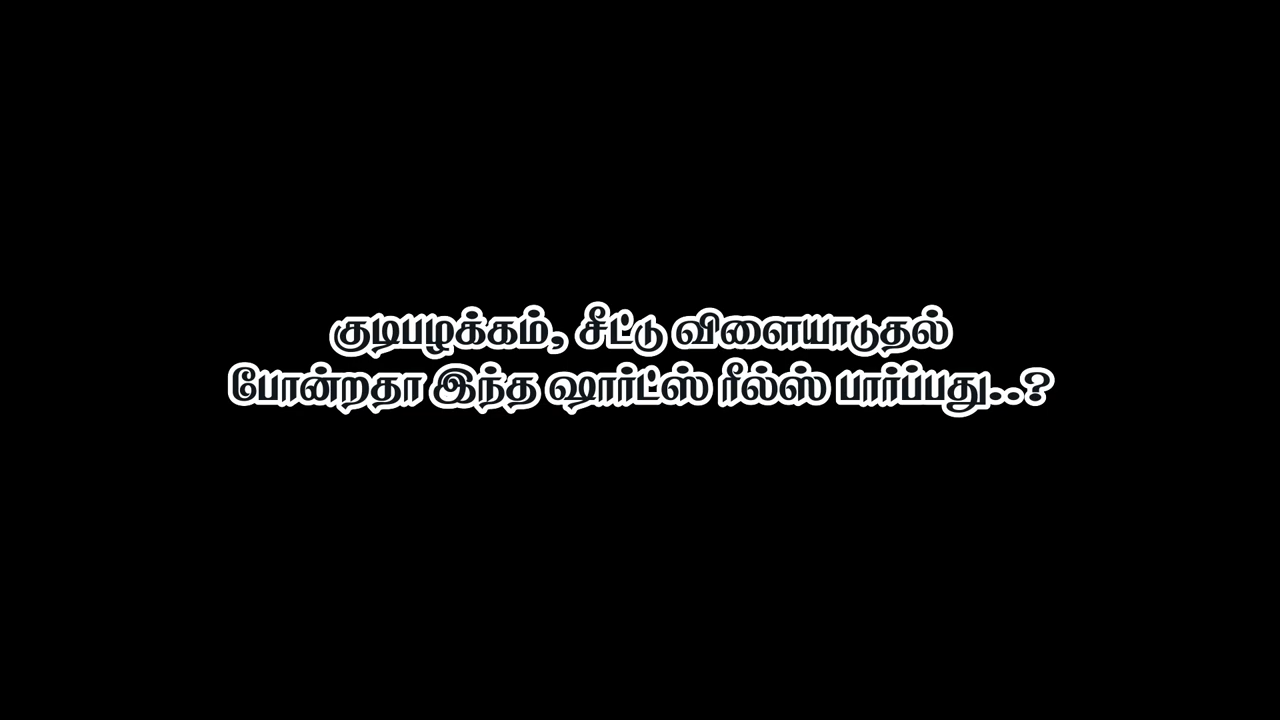 குடிபழக்கம், சீட்டு விளையாடுதல்
போன்றதா இந்த ஷார்ட்ஸ் ரீல்ஸ் பார்ப்பது..?